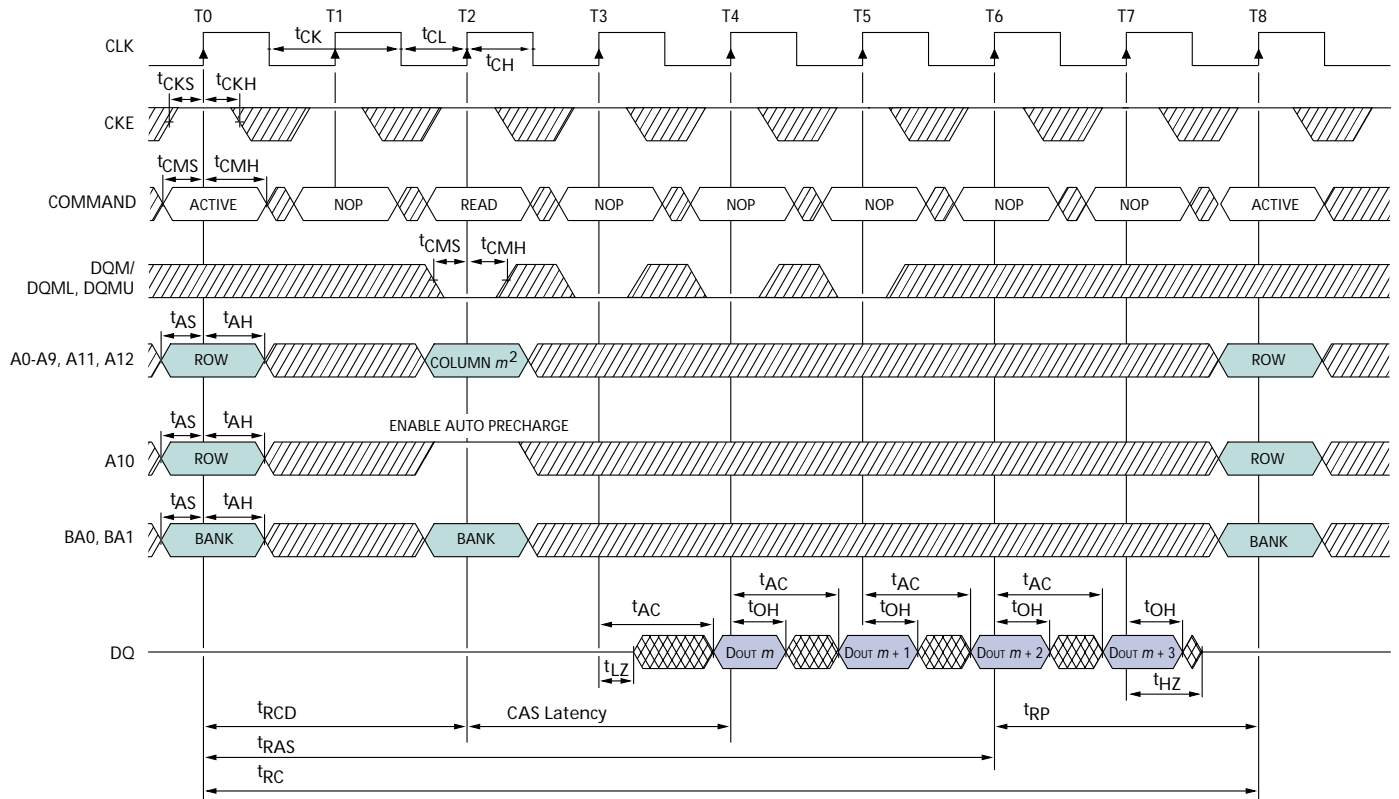 T0 T1 T2 T3 T4 T5 T6 T7 T8
CLK
tCK tCL
tCH
tCKS tCKH
CKE
tCMS tCMH
COMMAND ACTIVE NOP READ NOP NOP NOP NOP NOP ACTIVE
tCMS tCMH
DQM/
DQML, DQMU
tAS tAH
A0-A9, A11, A12 ROW COLUMN m2 ROW
tAS tAH
ENABLE AUTO PRECHARGE
A10 ROW ROW
tAS tAH
BA0, BA1 BANK BANK BANK
tAC tAC tAC
tAC tOH tOH tOH tOH
DQ DOUT m DOUT m + 1 DOUT m + 2 DOUT m + 3
tLZ tHZ
tRCD CAS Latency tRP
tRAS
tRC